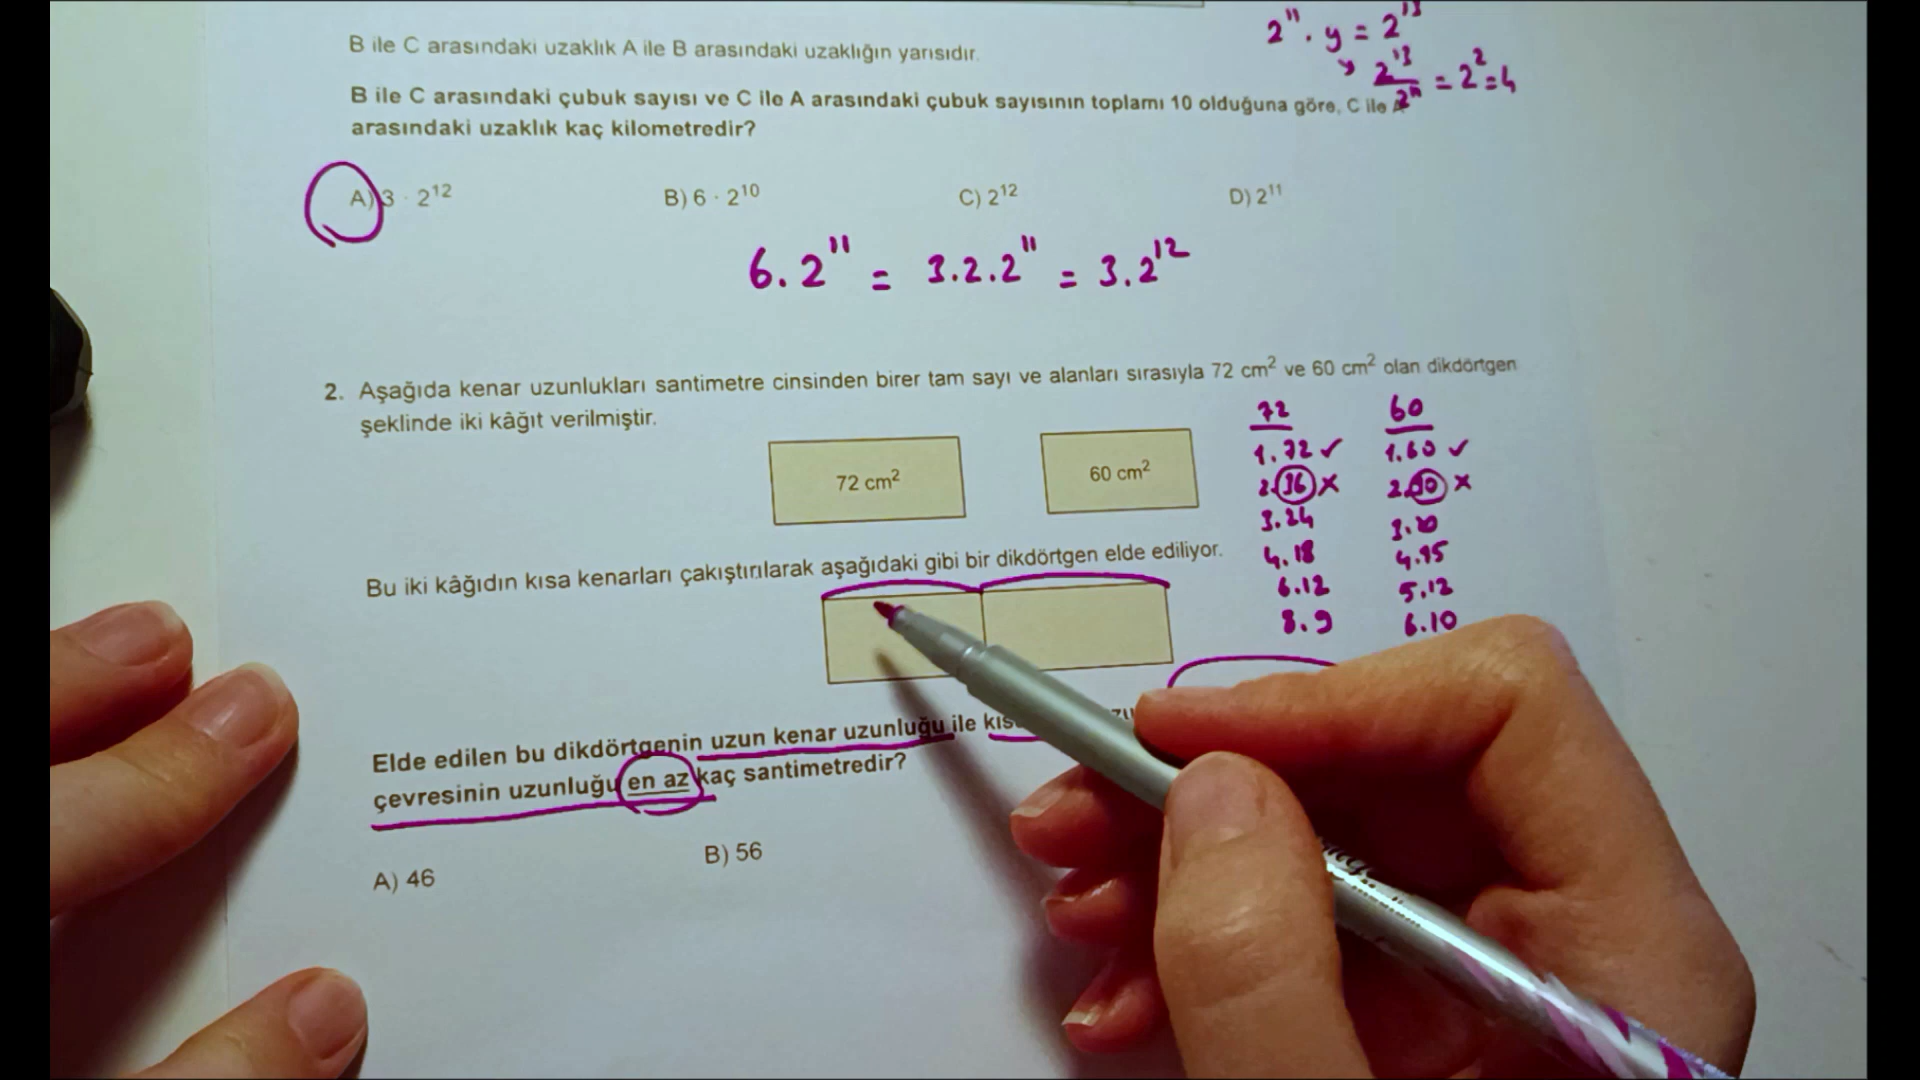 2¹¹ . y = 2¹³
2¹³/2¹¹ = 2² = 4
B ile C arasındaki uzaklık A ile B arasındaki uzaklığın yarısıdır.
B ile C arasındaki çubuk sayısı ve C ile A arasındaki çubuk sayısının toplamı 10 olduğuna göre, C ile A
arasındaki uzaklık kaç kilometredir?
A) 3 · 2¹²
B) 6 · 2¹⁰
C) 2¹²
D) 2¹¹
6.2¹¹ = 3.2.2¹¹ = 3.2¹²
2. Aşağıda kenar uzunlukları santimetre cinsinden birer tam sayı ve alanları sırasıyla 72 cm² ve 60 cm² olan dikdörtgen
şeklinde iki kâğıt verilmiştir.
72 cm²
60 cm²
72
1.72 ✓
2.36 x
3.24
4.18
6.12
8.9
60
1.60 ✓
2.30 x
3.20
4.15
5.12
6.10
Bu iki kâğıdın kısa kenarları çakıştırılarak aşağıdaki gibi bir dikdörtgen elde ediliyor.
Elde edilen bu dikdörtgenin uzun kenar uzunluğu ile
çevresinin uzunluğu en az kaç santimetredir?
A) 46
B) 56